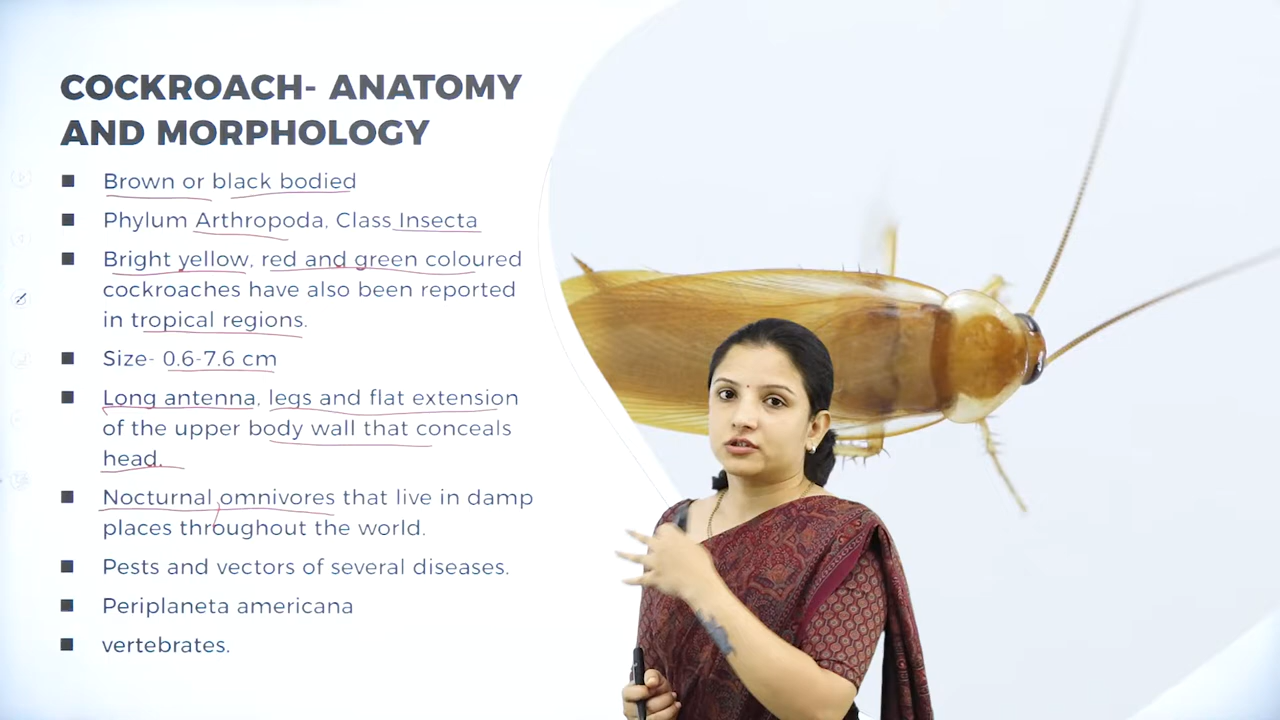 COCKROACH- ANATOMY
AND MORPHOLOGY
Brown or black bodied
Phylum Arthropoda, Class Insecta
Bright yellow, red and green coloured
cockroaches have also been reported
in tropical regions.
Size- 0.6-7.6 cm
Long antenna, legs and flat extension
of the upper body wall that conceals
head.
Nocturnal omnivores that live in damp
places throughout the world.
Pests and vectors of several diseases.
Periplaneta americana
vertebrates.